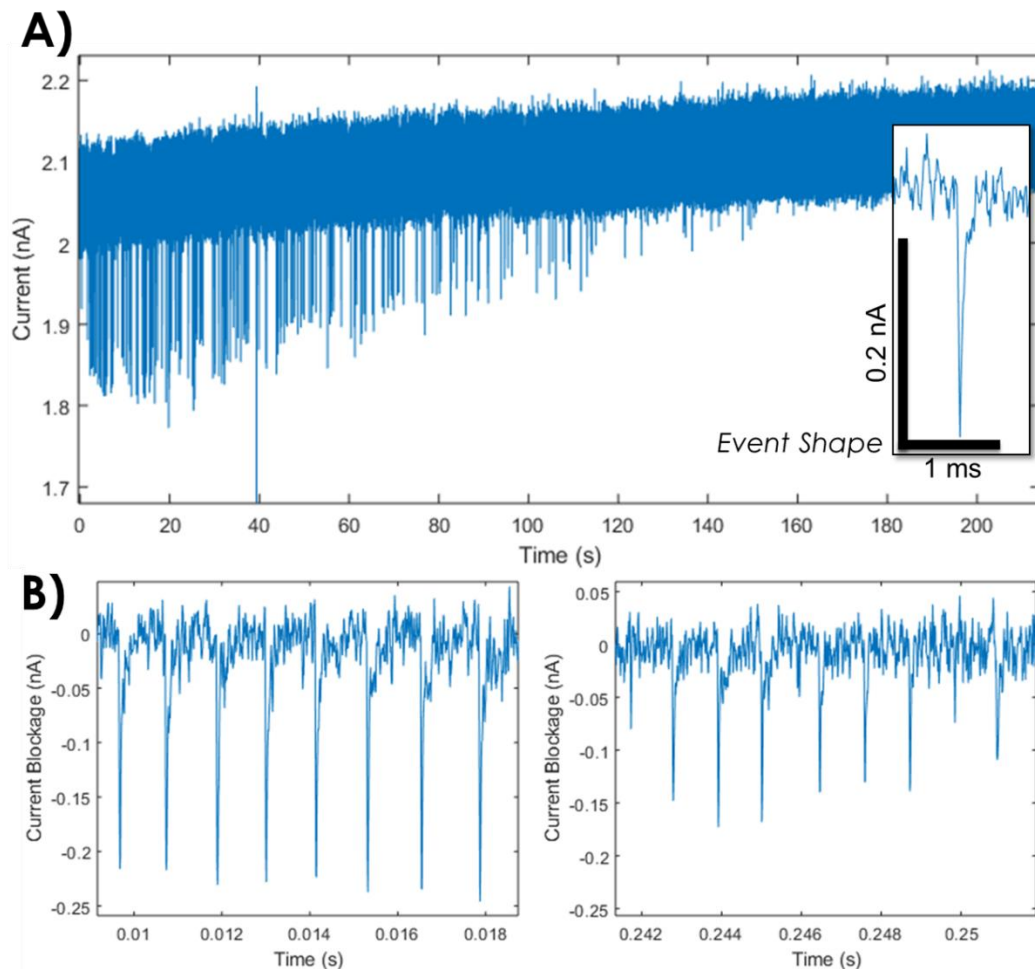 A)
2.2
2.1
2
1.9
1.8
1.7
Current (nA)
0 20 40 60 80 100 120 140 160 180 200
Time (s)
0.2 nA
Event Shape
1 ms
B)
0
-0.05
-0.1
-0.15
-0.2
-0.25
Current Blockage (nA)
0.01 0.012 0.014 0.016 0.018
Time (s)
0.05
0
-0.05
-0.1
-0.15
-0.2
-0.25
Current Blockage (nA)
0.242 0.244 0.246 0.248 0.25
Time (s)